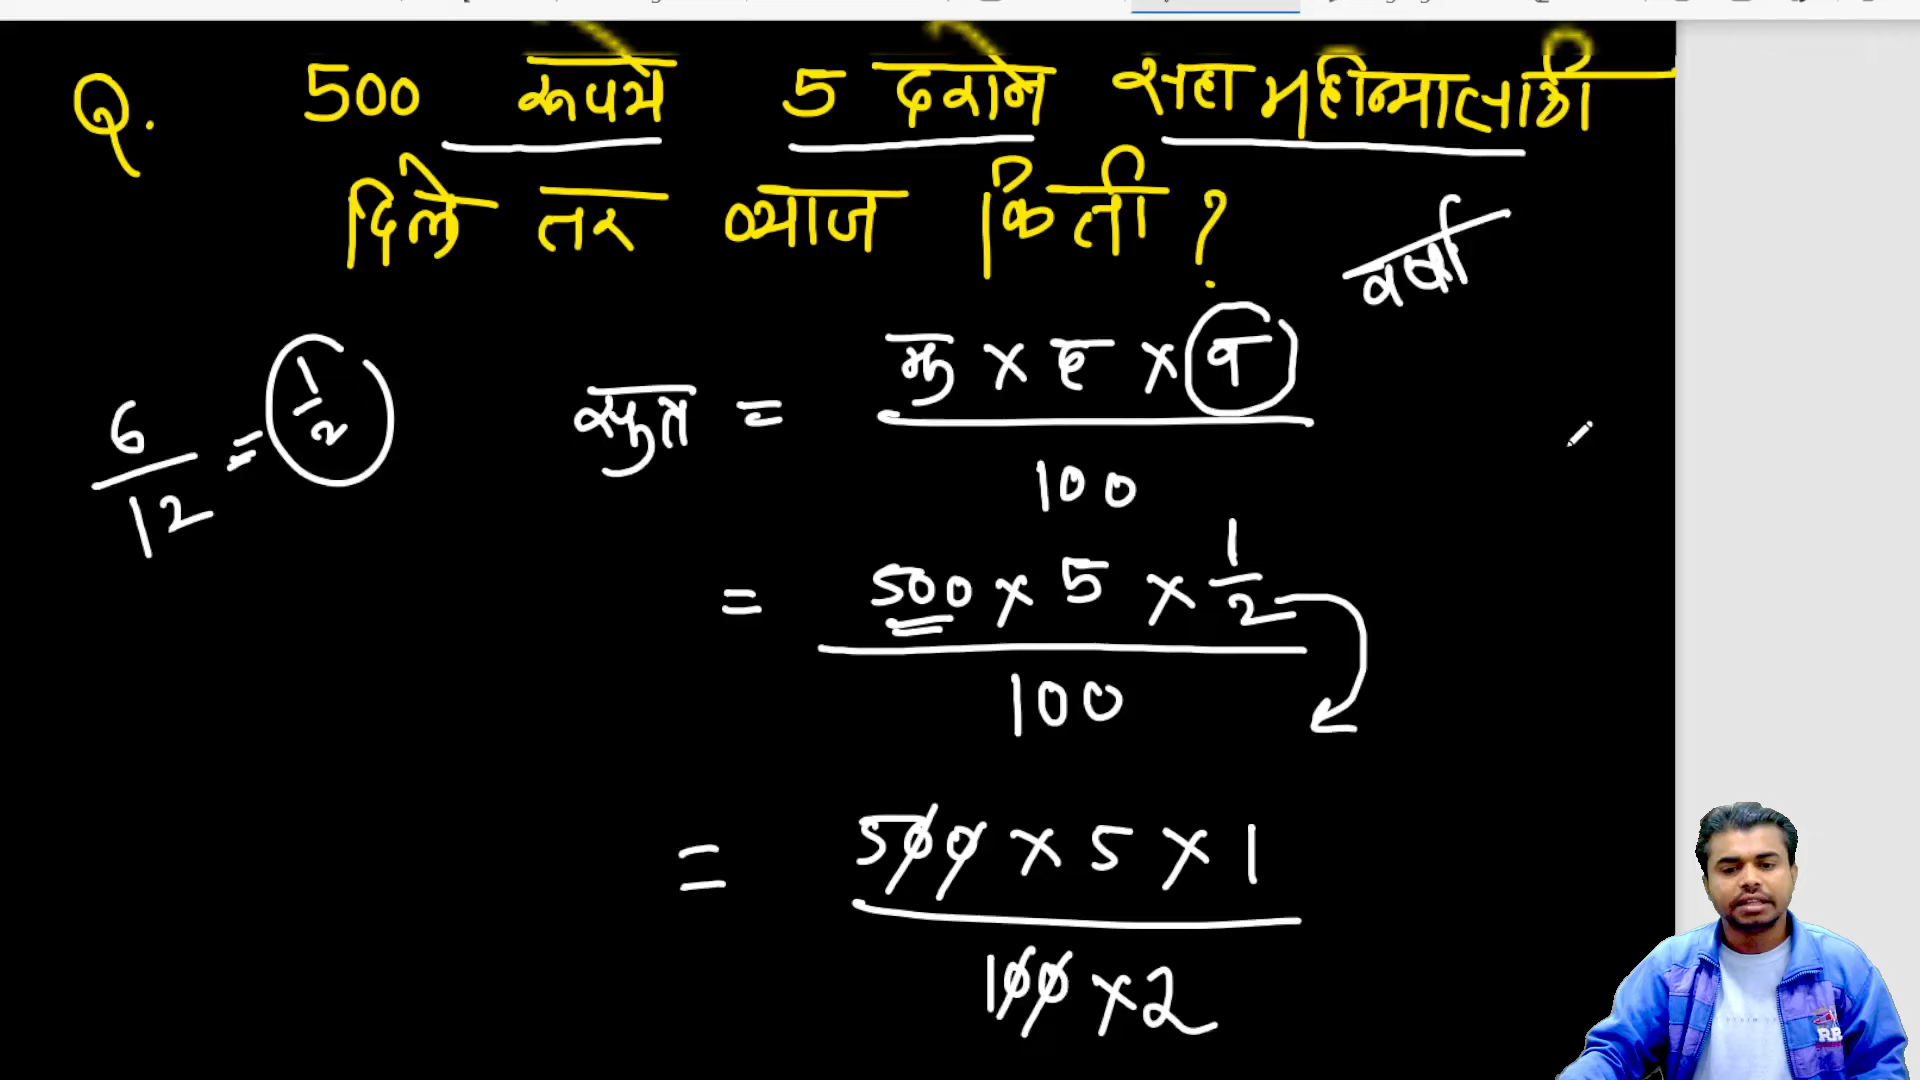 Q. 500 रूपये 5 दराने सहा महीन्यासाठी
दिले तर व्याज किती ?
वर्षा
6/12 = 1/2
सुत्र = मु × द × व / 100
= 500 × 5 × 1/2 / 100
= 500 × 5 × 1 / 100 × 2
RR